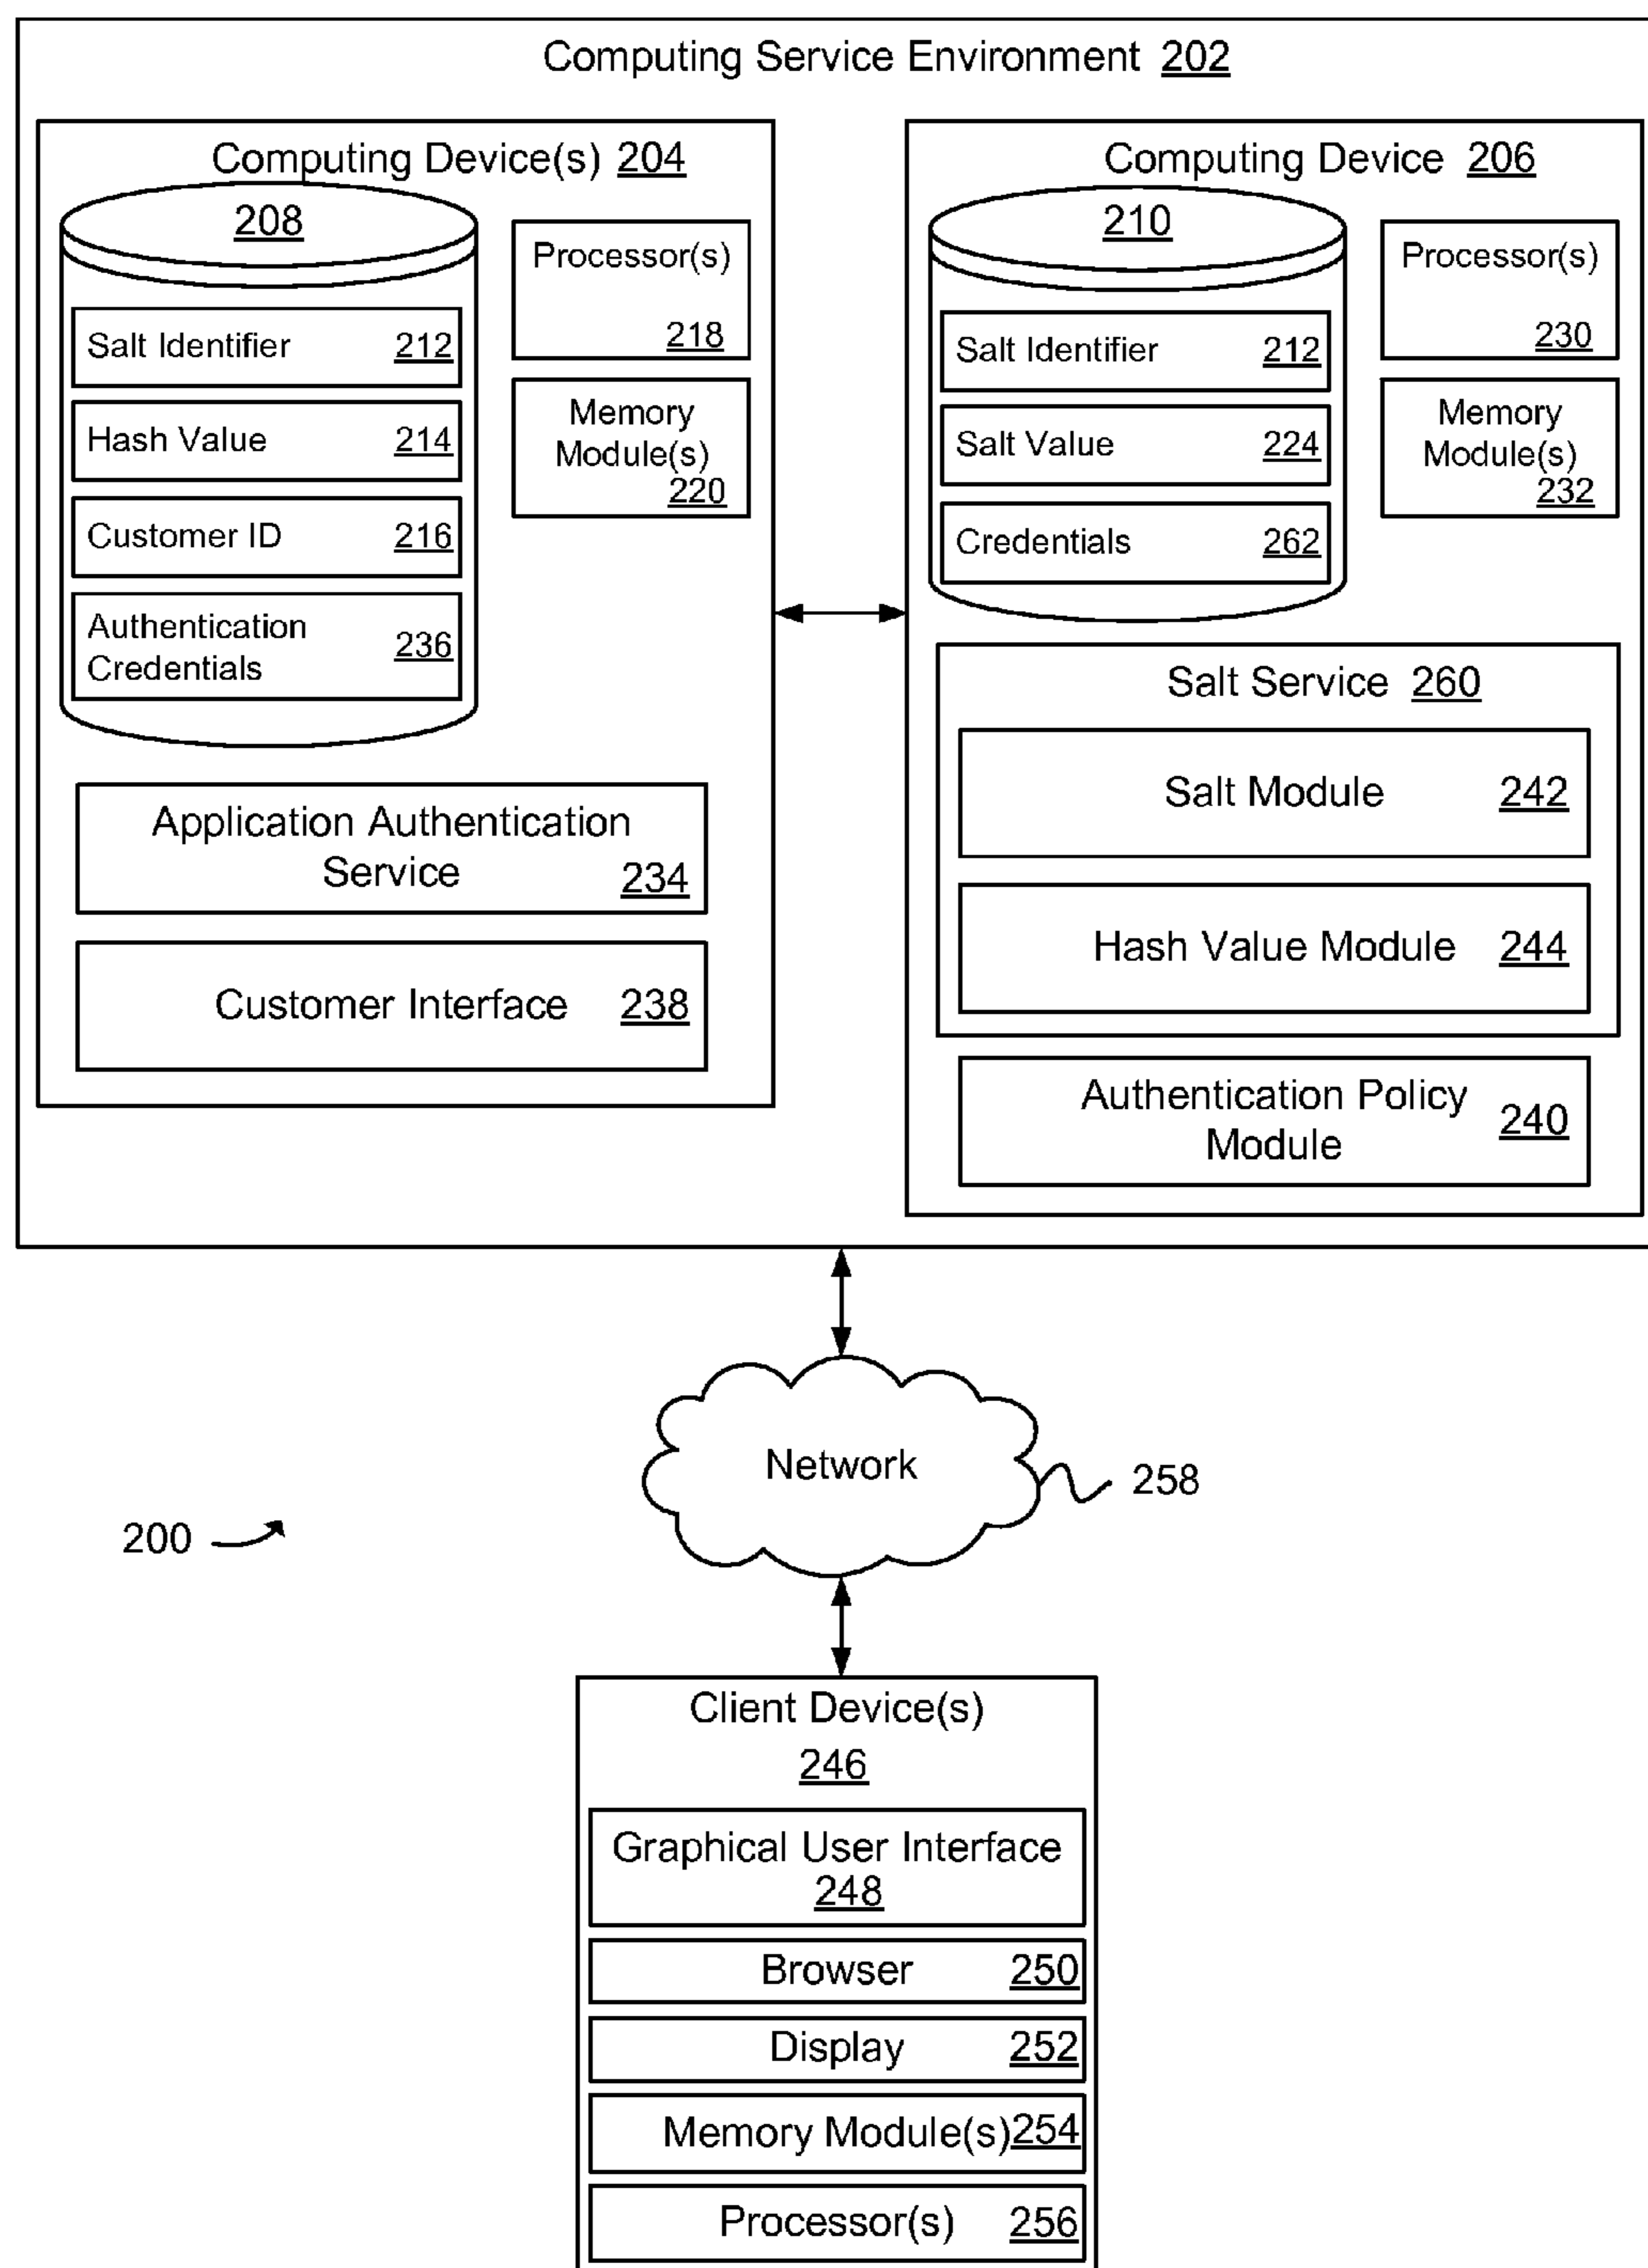 Computing Service Environment 202
Computing Device(s) 204
208
Salt Identifier 212
Hash Value 214
Customer ID 216
Authentication
Credentials 236
Processor(s)
218
Memory
Module(s)
220
Application Authentication
Service 234
Customer Interface 238
Computing Device 206
210
Salt Identifier 212
Salt Value 224
Credentials 262
Processor(s)
230
Memory
Module(s)
232
Salt Service 260
Salt Module 242
Hash Value Module 244
Authentication Policy
Module 240
Network
258
200
Client Device(s)
246
Graphical User Interface
248
Browser 250
Display 252
Memory Module(s) 254
Processor(s) 256